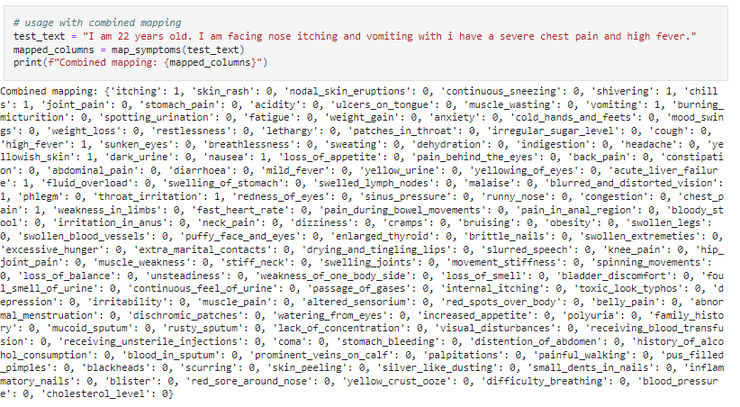 # usage with combined mapping
test_text = "I am 22 years old. I am facing nose itching and vomiting with i have a severe chest pain and high fever."
mapped_columns = map_symptoms(test_text)
print(f"Combined mapping: {mapped_columns}")
Combined mapping: {'itching': 1, 'skin_rash': 0, 'nodal_skin_eruptions': 0, 'continuous_sneezing': 0, 'shivering': 1, 'chill
s': 1, 'joint_pain': 0, 'stomach_pain': 0, 'acidity': 0, 'ulcers_on_tongue': 0, 'muscle_wasting': 0, 'vomiting': 1, 'burning_
micturition': 0, 'spotting_urination': 0, 'fatigue': 0, 'weight_gain': 0, 'anxiety': 0, 'cold_hands_and_feets': 0, 'mood_swin
gs': 0, 'weight_loss': 0, 'restlessness': 0, 'lethargy': 0, 'patches_in_throat': 0, 'irregular_sugar_level': 0, 'cough': 0,
'high_fever': 1, 'sunken_eyes': 0, 'breathlessness': 0, 'sweating': 0, 'dehydration': 0, 'indigestion': 0, 'headache': 0, 'ye
llowish_skin': 1, 'dark_urine': 0, 'nausea': 1, 'loss_of_appetite': 0, 'pain_behind_the_eyes': 0, 'back_pain': 0, 'constipati
on': 0, 'abdominal_pain': 0, 'diarrhoea': 0, 'mild_fever': 0, 'yellow_urine': 0, 'yellowing_of_eyes': 0, 'acute_liver_failur
e': 1, 'fluid_overload': 0, 'swelling_of_stomach': 0, 'swelled_lymph_nodes': 0, 'malaise': 0, 'blurred_and_distorted_vision':
1, 'phlegm': 0, 'throat_irritation': 1, 'redness_of_eyes': 0, 'sinus_pressure': 0, 'runny_nose': 0, 'congestion': 0, 'chest_p
ain': 1, 'weakness_in_limbs': 0, 'fast_heart_rate': 0, 'pain_during_bowel_movements': 0, 'pain_in_anal_region': 0, 'bloody_st
ool': 0, 'irritation_in_anus': 0, 'neck_pain': 0, 'dizziness': 0, 'cramps': 0, 'bruising': 0, 'obesity': 0, 'swollen_legs':
0, 'swollen_blood_vessels': 0, 'puffy_face_and_eyes': 0, 'enlarged_thyroid': 0, 'brittle_nails': 0, 'swollen_extremeties': 0,
'excessive_hunger': 0, 'extra_marital_contacts': 0, 'drying_and_tingling_lips': 0, 'slurred_speech': 0, 'knee_pain': 0, 'hip_
joint_pain': 0, 'muscle_weakness': 0, 'stiff_neck': 0, 'swelling_joints': 0, 'movement_stiffness': 0, 'spinning_movements':
0, 'loss_of_balance': 0, 'unsteadiness': 0, 'weakness_of_one_body_side': 0, 'loss_of_smell': 0, 'bladder_discomfort': 0, 'fou
l_smell_of_urine': 0, 'continuous_feel_of_urine': 0, 'passage_of_gases': 0, 'internal_itching': 0, 'toxic_look_typhos': 0, 'd
epression': 0, 'irritability': 0, 'muscle_pain': 0, 'altered_sensorium': 0, 'red_spots_over_body': 0, 'belly_pain': 0, 'abnor
mal_menstruation': 0, 'dischromic_patches': 0, 'watering_from_eyes': 0, 'increased_appetite': 0, 'polyuria': 0, 'family_histo
ry': 0, 'mucoid_sputum': 0, 'rusty_sputum': 0, 'lack_of_concentration': 0, 'visual_disturbances': 0, 'receiving_blood_transfu
sion': 0, 'receiving_unsterile_injections': 0, 'coma': 0, 'stomach_bleeding': 0, 'distention_of_abdomen': 0, 'history_of_alco
hol_consumption': 0, 'blood_in_sputum': 0, 'prominent_veins_on_calf': 0, 'palpitations': 0, 'painful_walking': 0, 'pus_filled
_pimples': 0, 'blackheads': 0, 'scurring': 0, 'skin_peeling': 0, 'silver_like_dusting': 0, 'small_dents_in_nails': 0, 'inflam
matory_nails': 0, 'blister': 0, 'red_sore_around_nose': 0, 'yellow_crust_ooze': 0, 'difficulty_breathing': 0, 'blood_pressur
e': 0, 'cholesterol_level': 0}